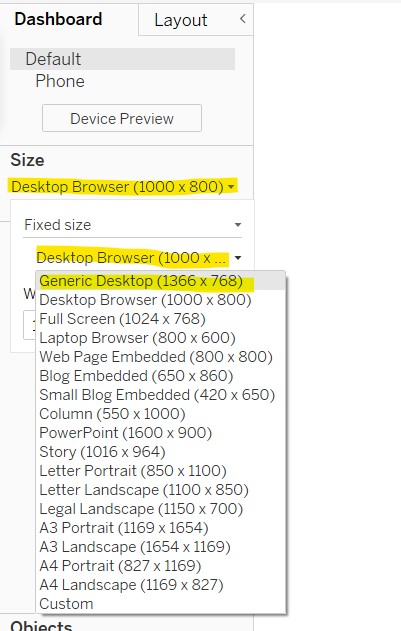 Dashboard
Layout
Default
Phone
Device Preview
Size
Desktop Browser (1000 x 800)
Fixed size
Desktop Browser (1000 x ...
Generic Desktop (1366 x 768)
Desktop Browser (1000 x 800)
Full Screen (1024 x 768)
Laptop Browser (800 x 600)
Web Page Embedded (800 x 800)
Blog Embedded (650 x 860)
Small Blog Embedded (420 x 650)
Column (550 x 1000)
PowerPoint (1600 x 900)
Story (1016 x 964)
Letter Portrait (850 x 1100)
Letter Landscape (1100 x 850)
Legal Landscape (1150 x 700)
A3 Portrait (1169 x 1654)
A3 Landscape (1654 x 1169)
A4 Portrait (827 x 1169)
A4 Landscape (1169 x 827)
Custom
Objects